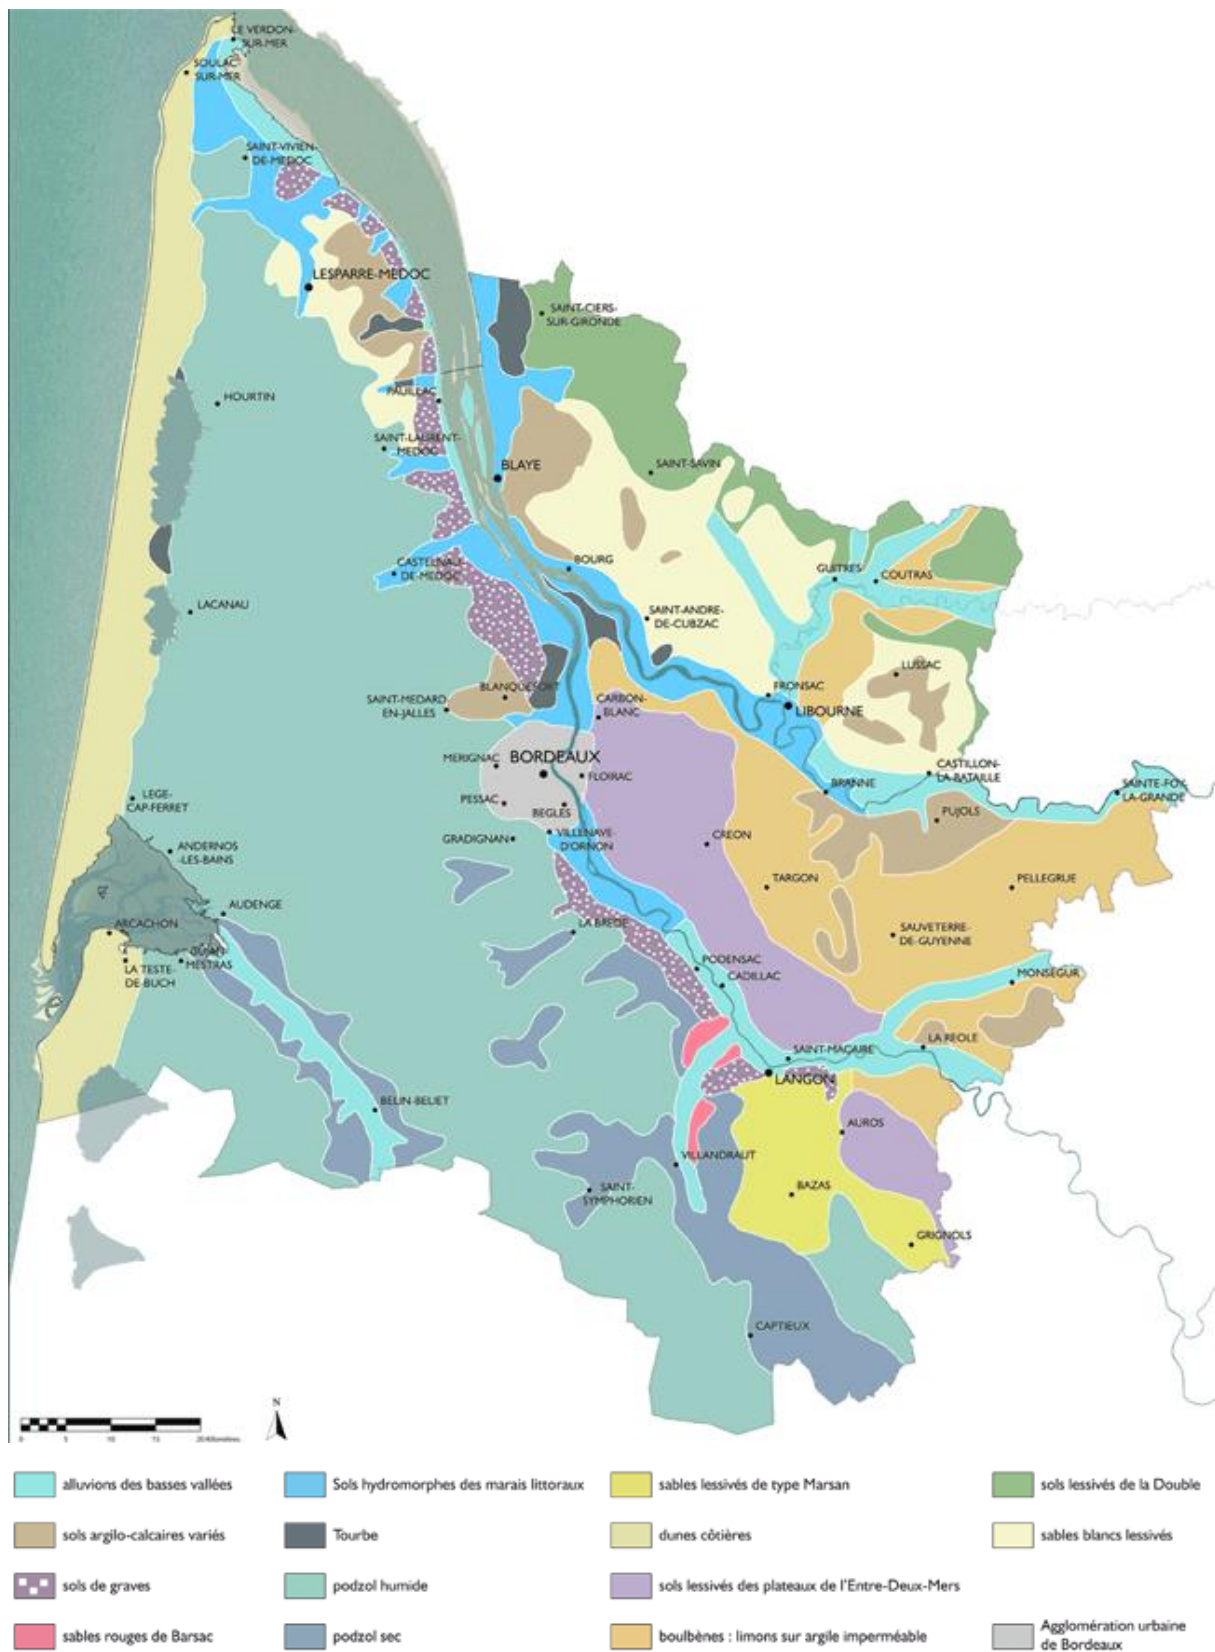 LE VERDON-
SUR-MER
SOULAC-
SUR-MER
SAINT-VIVIEN-
DE-MEDOC
LESPARRE-MEDOC
SAINT-CIERS-
SUR-GIRONDE
HOURTIN
PAUILLAC
SAINT-LAURENT-
MEDOC
BLAYE
SAINT-SAVIN
CASTELNAU-
DE-MEDOC
BOURG
GUITRES
COUTRAS
LACANAU
SAINT-ANDRE-
DE-CUBZAC
LUSSAC
BLANQUEFORT
SAINT-MEDARD-
EN-JALLES
CARBON-
BLANC
FRONSAC
LIBOURNE
MERIGNAC
BORDEAUX
FLOIRAC
CASTILLON-
LA-BATAILLE
BRANNE
SAINTE-FOY-
LA-GRANDE
LEGE-
CAP-FERRET
PESSAC
BEGLES
PUJOLS
GRADIGNAN
VILLENAVE-
D'ORNON
CREON
ANDERNOS
-LES-BAINS
TARGON
PELLEGRUE
AUDENGE
ARCACHON
LA BREDE
SAUVETERRE-
DE-GUYENNE
GUJAN-
MESTRAS
LA TESTE-
DE-BUCH
PODENSAC
CADILLAC
MONSEGUR
SAINT-MACAIRE
LA REOLE
LANGON
BELIN-BELIET
AUROS
VILLANDRAUT
SAINT-
SYMPHORIEN
BAZAS
GRIGNOLS
CAPTIEUX
N
0 5 10 15 20 Kilomètres
alluvions des basses vallées
Sols hydromorphes des marais littoraux
sables lessivés de type Marsan
sols lessivés de la Double
sols argilo-calcaires variés
Tourbe
dunes côtières
sables blancs lessivés
sols de graves
podzol humide
sols lessivés des plateaux de l'Entre-Deux-Mers
sables rouges de Barsac
podzol sec
boulbènes : limons sur argile imperméable
Agglomération urbaine
de Bordeaux